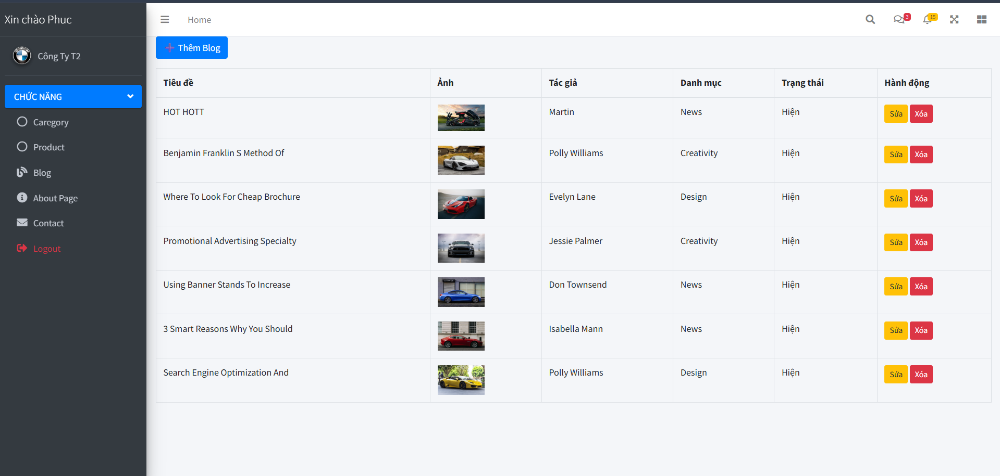 Xin chào Phuc
Home
3
15
Công Ty T2
CHỨC NĂNG
Caregory
Product
Blog
About Page
Contact
Logout
Thêm Blog
Tiêu đề Ảnh Tác giả Danh mục Trạng thái Hành động
HOT HOTT Martin News Hiện Sửa Xóa
Benjamin Franklin S Method Of Polly Williams Creativity Hiện Sửa Xóa
Where To Look For Cheap Brochure Evelyn Lane Design Hiện Sửa Xóa
Promotional Advertising Specialty Jessie Palmer Creativity Hiện Sửa Xóa
Using Banner Stands To Increase Don Townsend News Hiện Sửa Xóa
3 Smart Reasons Why You Should Isabella Mann News Hiện Sửa Xóa
Search Engine Optimization And Polly Williams Design Hiện Sửa Xóa